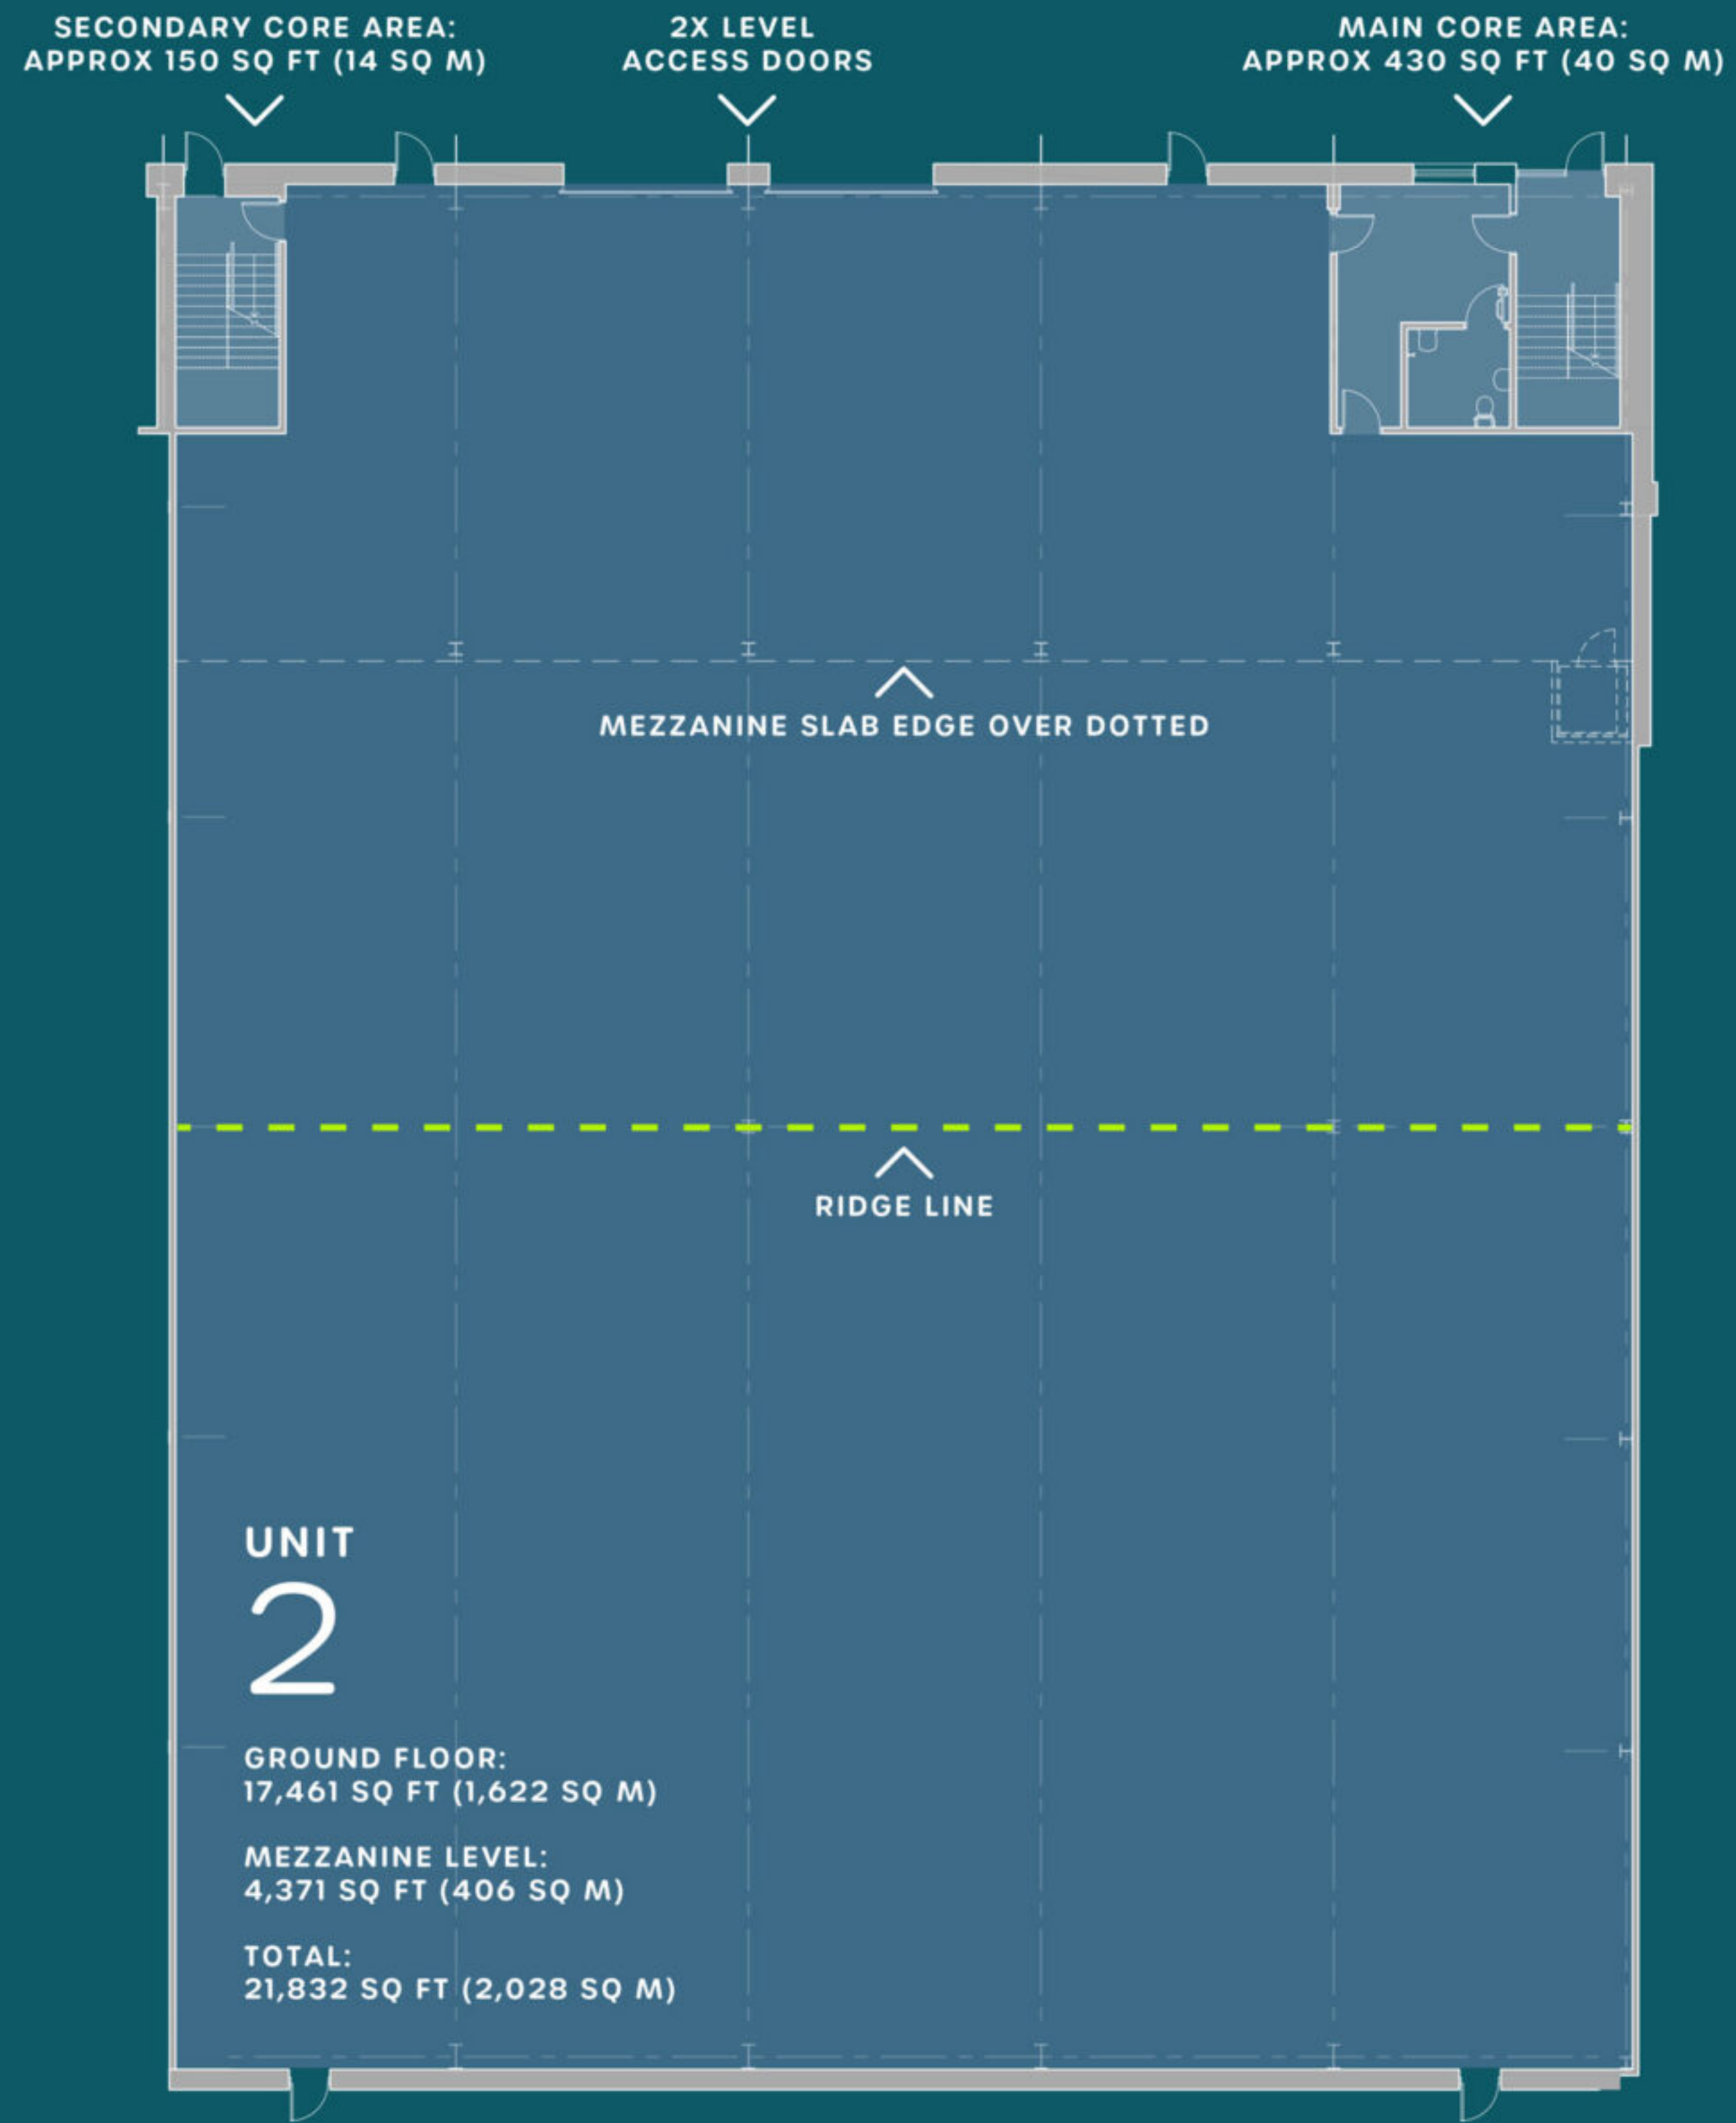 SECONDARY CORE AREA:
APPROX 150 SQ FT (14 SQ M)
2X LEVEL
ACCESS DOORS
MAIN CORE AREA:
APPROX 430 SQ FT (40 SQ M)
MEZZANINE SLAB EDGE OVER DOTTED
RIDGE LINE
UNIT
2
GROUND FLOOR:
17,461 SQ FT (1,622 SQ M)
MEZZANINE LEVEL:
4,371 SQ FT (406 SQ M)
TOTAL:
21,832 SQ FT (2,028 SQ M)